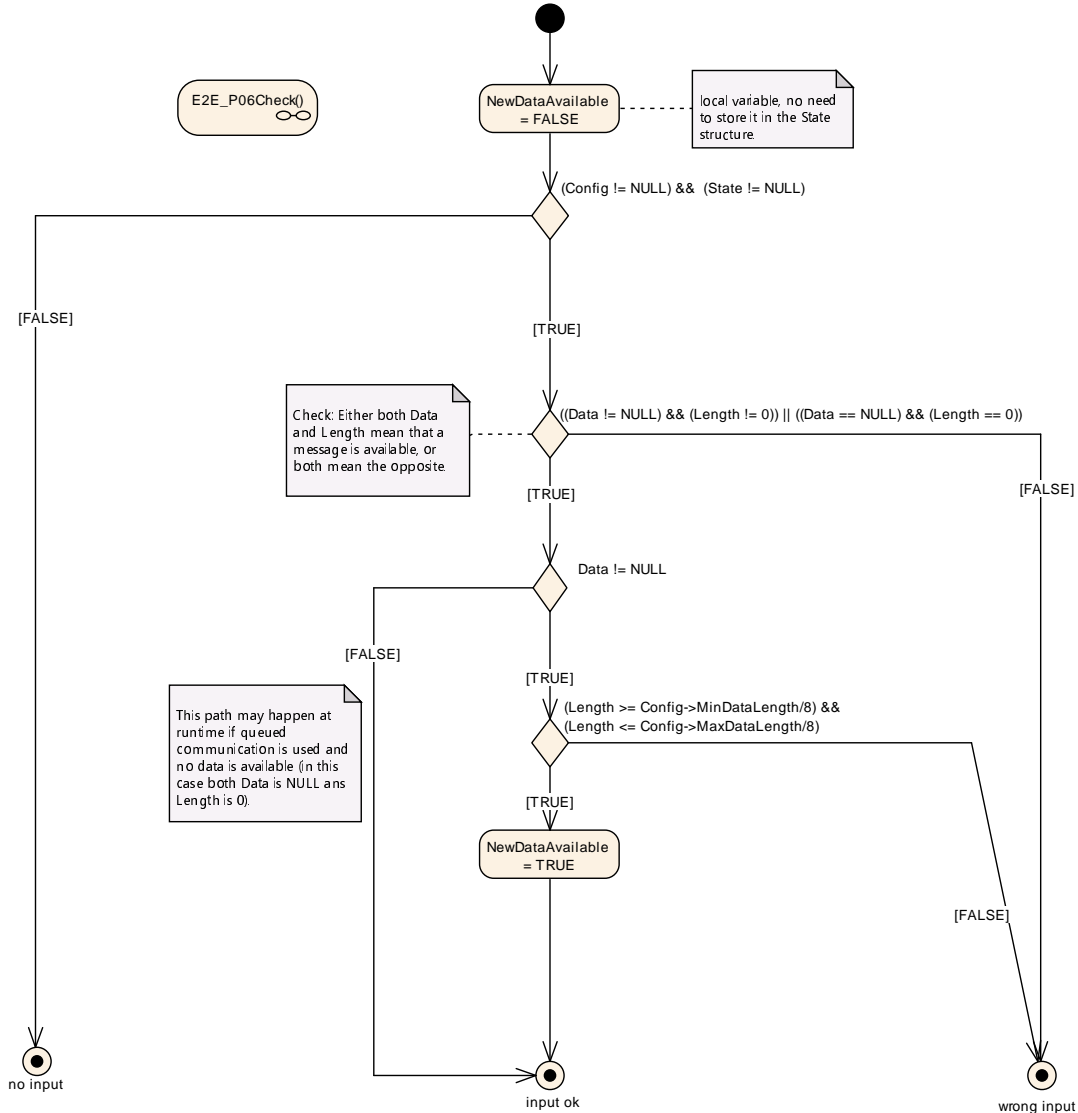 E2E_P06Check()
NewDataAvailable
= FALSE
local variable, no need
to store it in the State
structure.
(Config != NULL) && (State != NULL)
[FALSE]
[TRUE]
Check: Either both Data
and Length mean that a
message is available, or
both mean the opposite.
((Data != NULL) && (Length != 0)) || ((Data == NULL) && (Length == 0))
[TRUE]
[FALSE]
Data != NULL
[FALSE]
[TRUE]
This path may happen at
runtime if queued
communication is used and
no data is available (in this
case both Data is NULL ans
Length is 0).
(Length >= Config->MinDataLength/8) &&
(Length <= Config->MaxDataLength/8)
[TRUE]
NewDataAvailable
= TRUE
[FALSE]
no input
input ok
wrong input